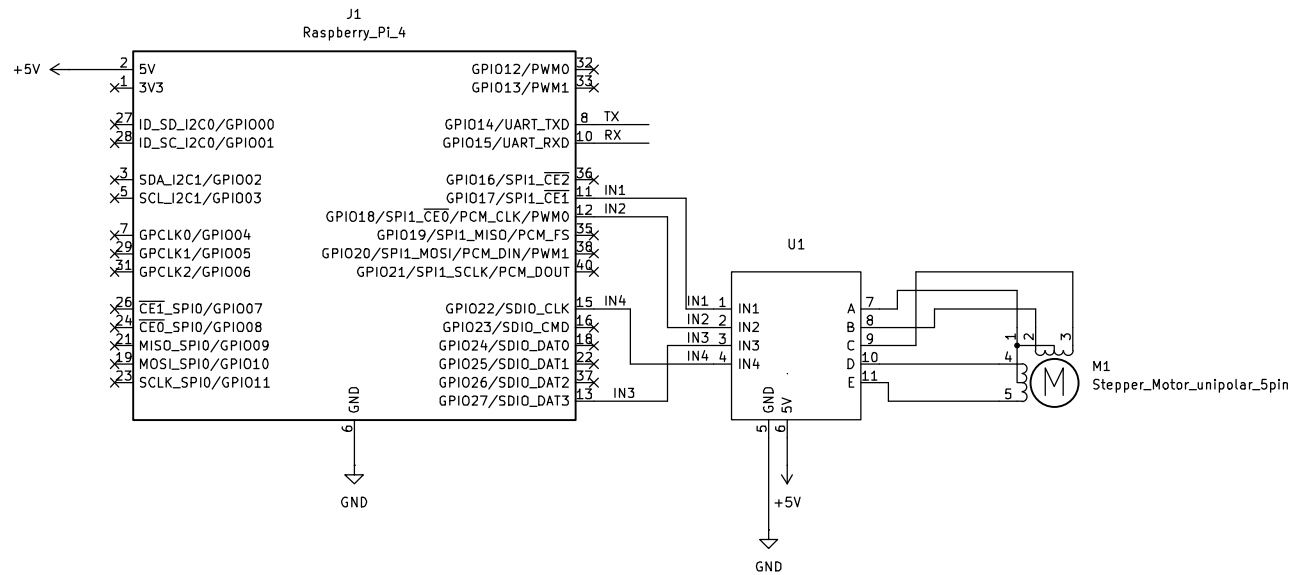 J1
Raspberry_Pi_4
+5V
2 5V
1 3V3
27 ID_SD_I2C0/GPIO00
28 ID_SC_I2C0/GPIO01
3 SDA_I2C1/GPIO02
5 SCL_I2C1/GPIO03
7 GPCLK0/GPIO04
29 GPCLK1/GPIO05
31 GPCLK2/GPIO06
26 CE1_SPI0/GPIO07
24 CE0_SPI0/GPIO08
21 MISO_SPI0/GPIO09
19 MOSI_SPI0/GPIO10
23 SCLK_SPI0/GPIO11
GPIO12/PWM0 32
GPIO13/PWM1 33
GPIO14/UART_TXD 8 TX
GPIO15/UART_RXD 10 RX
GPIO16/SPI1_CE2 36
GPIO17/SPI1_CE1 11 IN1
GPIO18/SPI1_CE0/PCM_CLK/PWM0 12 IN2
GPIO19/SPI1_MISO/PCM_FS 35
GPIO20/SPI1_MOSI/PCM_DIN/PWM1 38
GPIO21/SPI1_SCLK/PCM_DOUT 40
GPIO22/SDIO_CLK 15 IN4
GPIO23/SDIO_CMD 16
GPIO24/SDIO_DAT0 18
GPIO25/SDIO_DAT1 22
GPIO26/SDIO_DAT2 37
GPIO27/SDIO_DAT3 13 IN3
GND
6
GND
U1
IN1 1 IN1
IN2 2 IN2
IN3 3 IN3
IN4 4 IN4
A 7
B 8
C 9
D 10
E 11
GND 5V
5 6
+5V
GND
1 2 3
4
5
M
M1
Stepper_Motor_unipolar_5pin